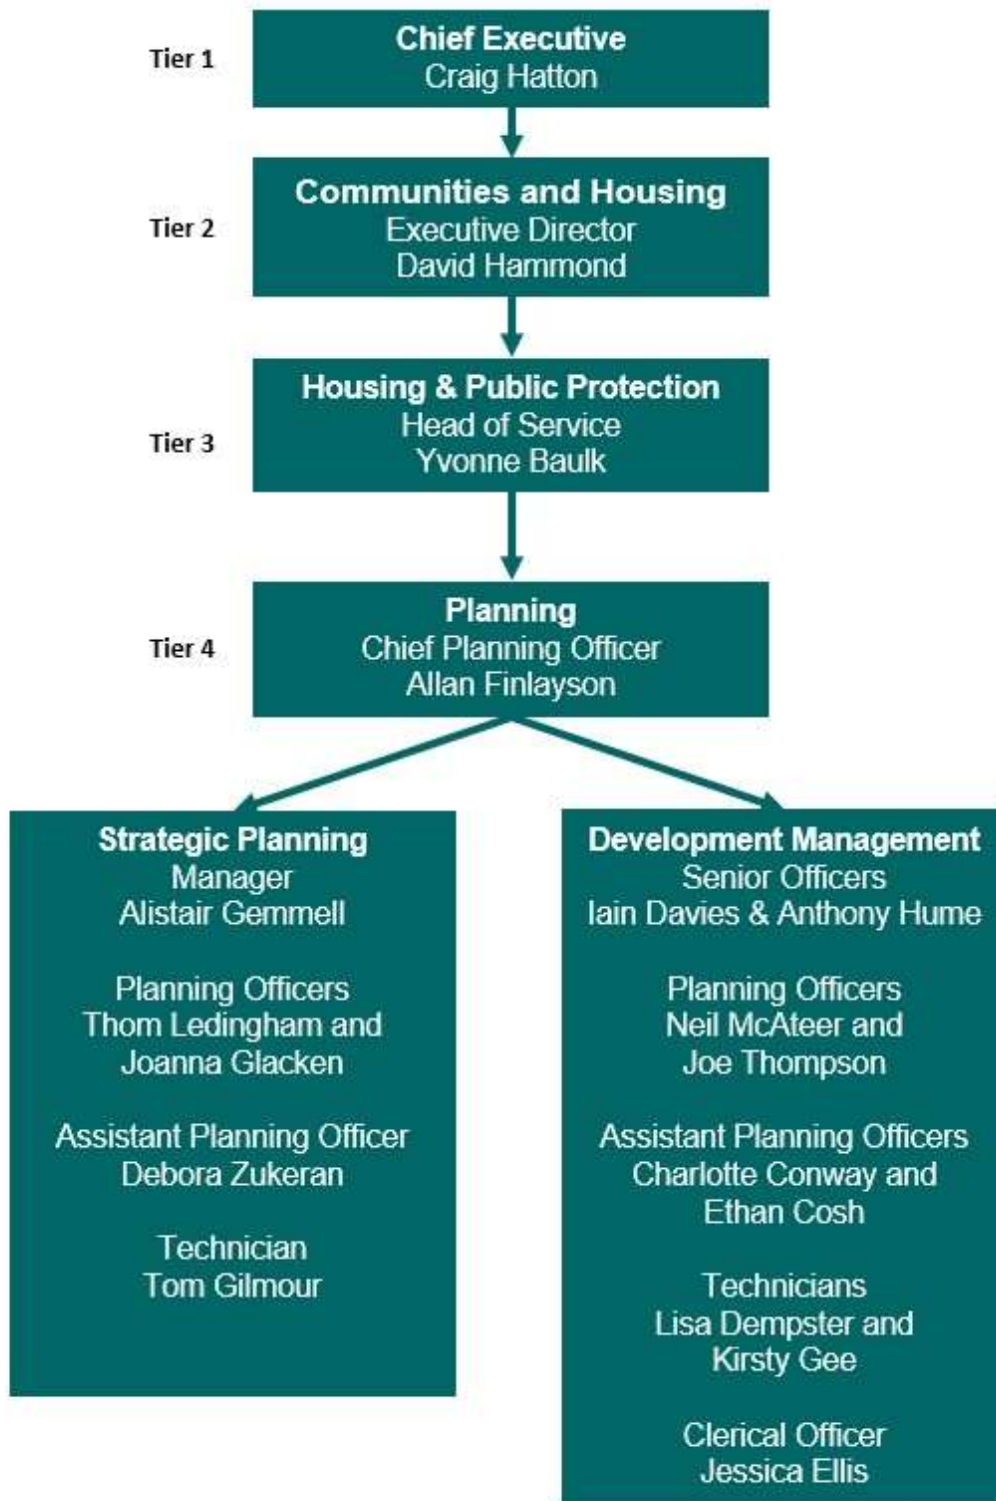 Tier 1
Chief Executive
Craig Hatton
Tier 2
Communities and Housing
Executive Director
David Hammond
Tier 3
Housing & Public Protection
Head of Service
Yvonne Baulk
Tier 4
Planning
Chief Planning Officer
Allan Finlayson
Strategic Planning
Manager
Alistair Gemmell
Planning Officers
Thom Ledingham and
Joanna Glacken
Assistant Planning Officer
Debora Zukeran
Technician
Tom Gilmour
Development Management
Senior Officers
Iain Davies & Anthony Hume
Planning Officers
Neil McAteer and
Joe Thompson
Assistant Planning Officers
Charlotte Conway and
Ethan Cosh
Technicians
Lisa Dempster and
Kirsty Gee
Clerical Officer
Jessica Ellis